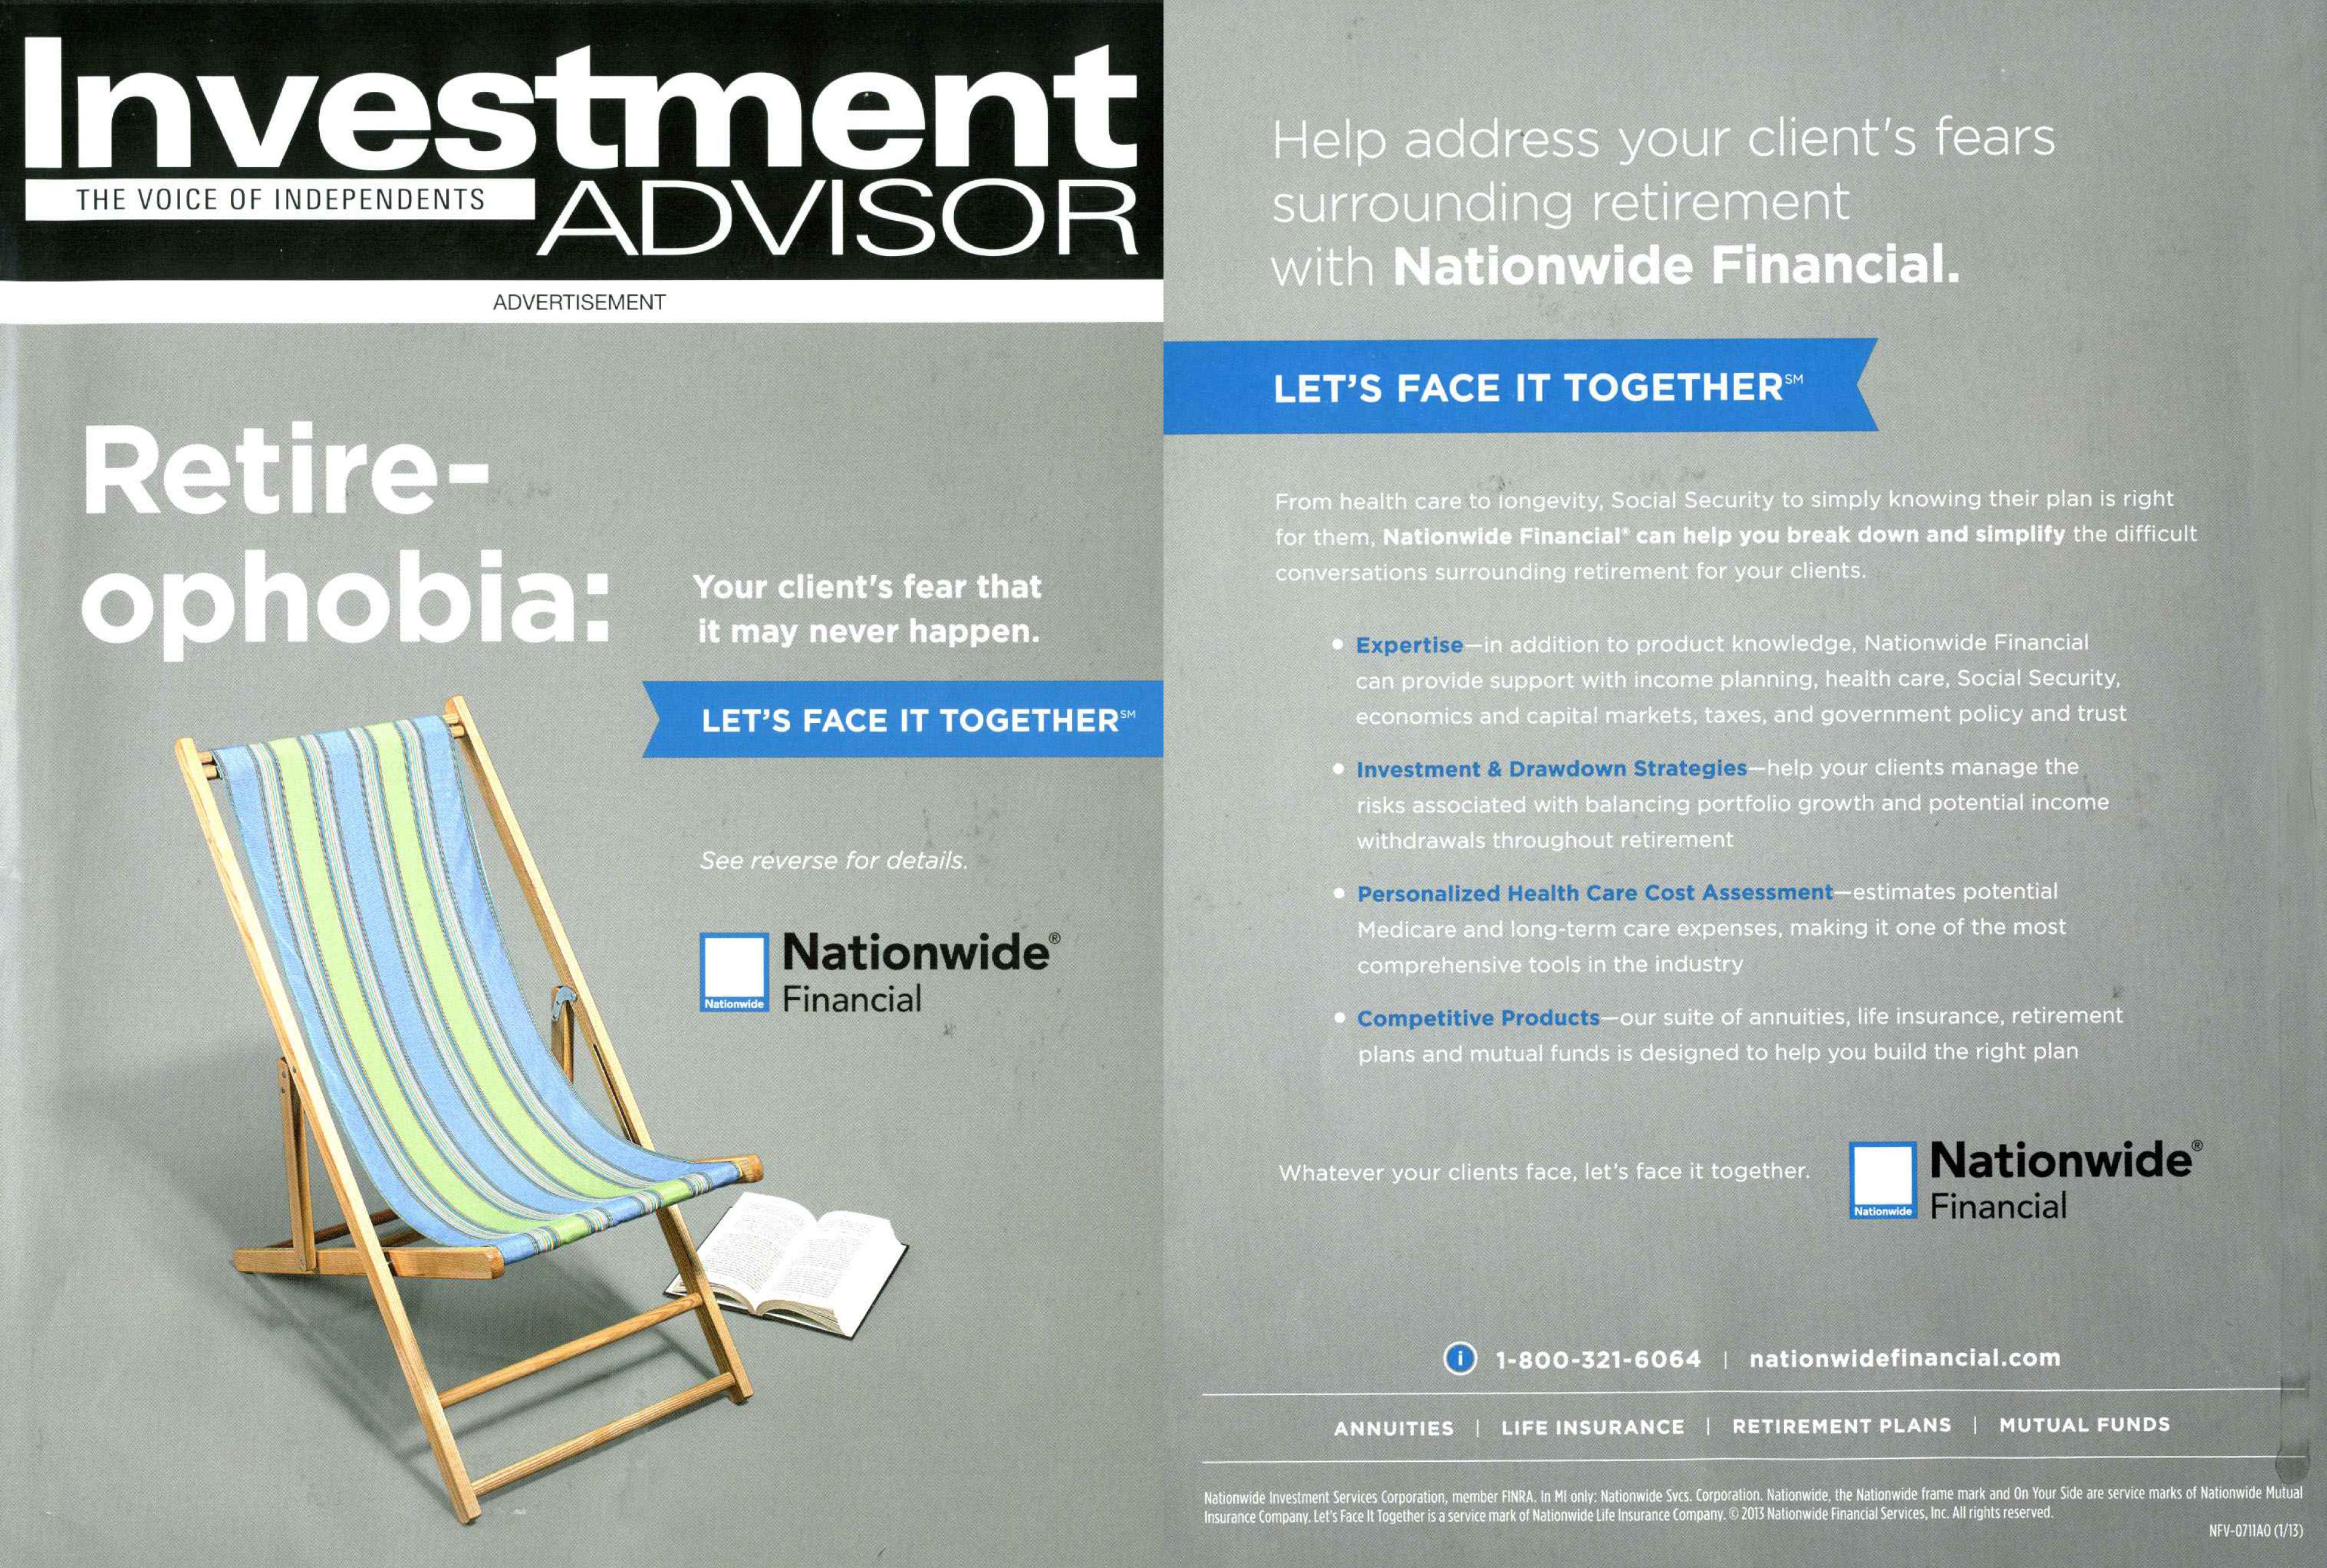 Investment
THE VOICE OF INDEPENDENTS
ADVISOR
ADVERTISEMENT
Retire-
ophobia:
Your client's fear that
it may never happen.
LET'S FACE IT TOGETHER℠
See reverse for details.
Nationwide®
Financial
Nationwide
Help address your client's fears
surrounding retirement
with Nationwide Financial.
LET'S FACE IT TOGETHER℠
From health care to longevity, Social Security to simply knowing their plan is right
for them, Nationwide Financial® can help you break down and simplify the difficult
conversations surrounding retirement for your clients.
• Expertise—in addition to product knowledge, Nationwide Financial
can provide support with income planning, health care, Social Security,
economics and capital markets, taxes, and government policy and trust
• Investment & Drawdown Strategies—help your clients manage the
risks associated with balancing portfolio growth and potential income
withdrawals throughout retirement
• Personalized Health Care Cost Assessment—estimates potential
Medicare and long-term care expenses, making it one of the most
comprehensive tools in the industry
• Competitive Products—our suite of annuities, life insurance, retirement
plans and mutual funds is designed to help you build the right plan
Whatever your clients face, let's face it together.
Nationwide®
Financial
Nationwide
i 1-800-321-6064 | nationwidefinancial.com
ANNUITIES | LIFE INSURANCE | RETIREMENT PLANS | MUTUAL FUNDS
Nationwide Investment Services Corporation, member FINRA. In MI only: Nationwide Svcs. Corporation. Nationwide, the Nationwide frame mark and On Your Side are service marks of Nationwide Mutual
Insurance Company. Let's Face It Together is a service mark of Nationwide Life Insurance Company. © 2013 Nationwide Financial Services, Inc. All rights reserved.
NFV-0711AO (1/13)